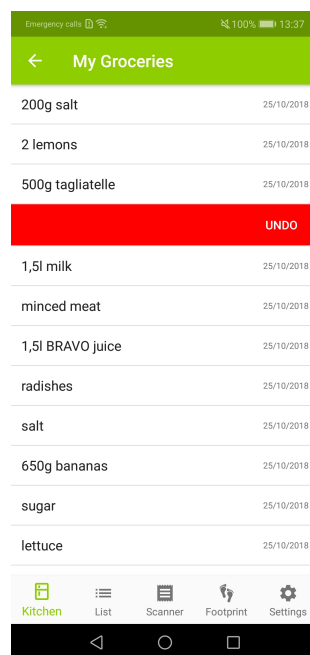 Emergency calls 100% 13:37
My Groceries
200g salt 25/10/2018
2 lemons 25/10/2018
500g tagliatelle 25/10/2018
UNDO
1,5l milk 25/10/2018
minced meat 25/10/2018
1,5l BRAVO juice 25/10/2018
radishes 25/10/2018
salt 25/10/2018
650g bananas 25/10/2018
sugar 25/10/2018
lettuce 25/10/2018
Kitchen List Scanner Footprint Settings